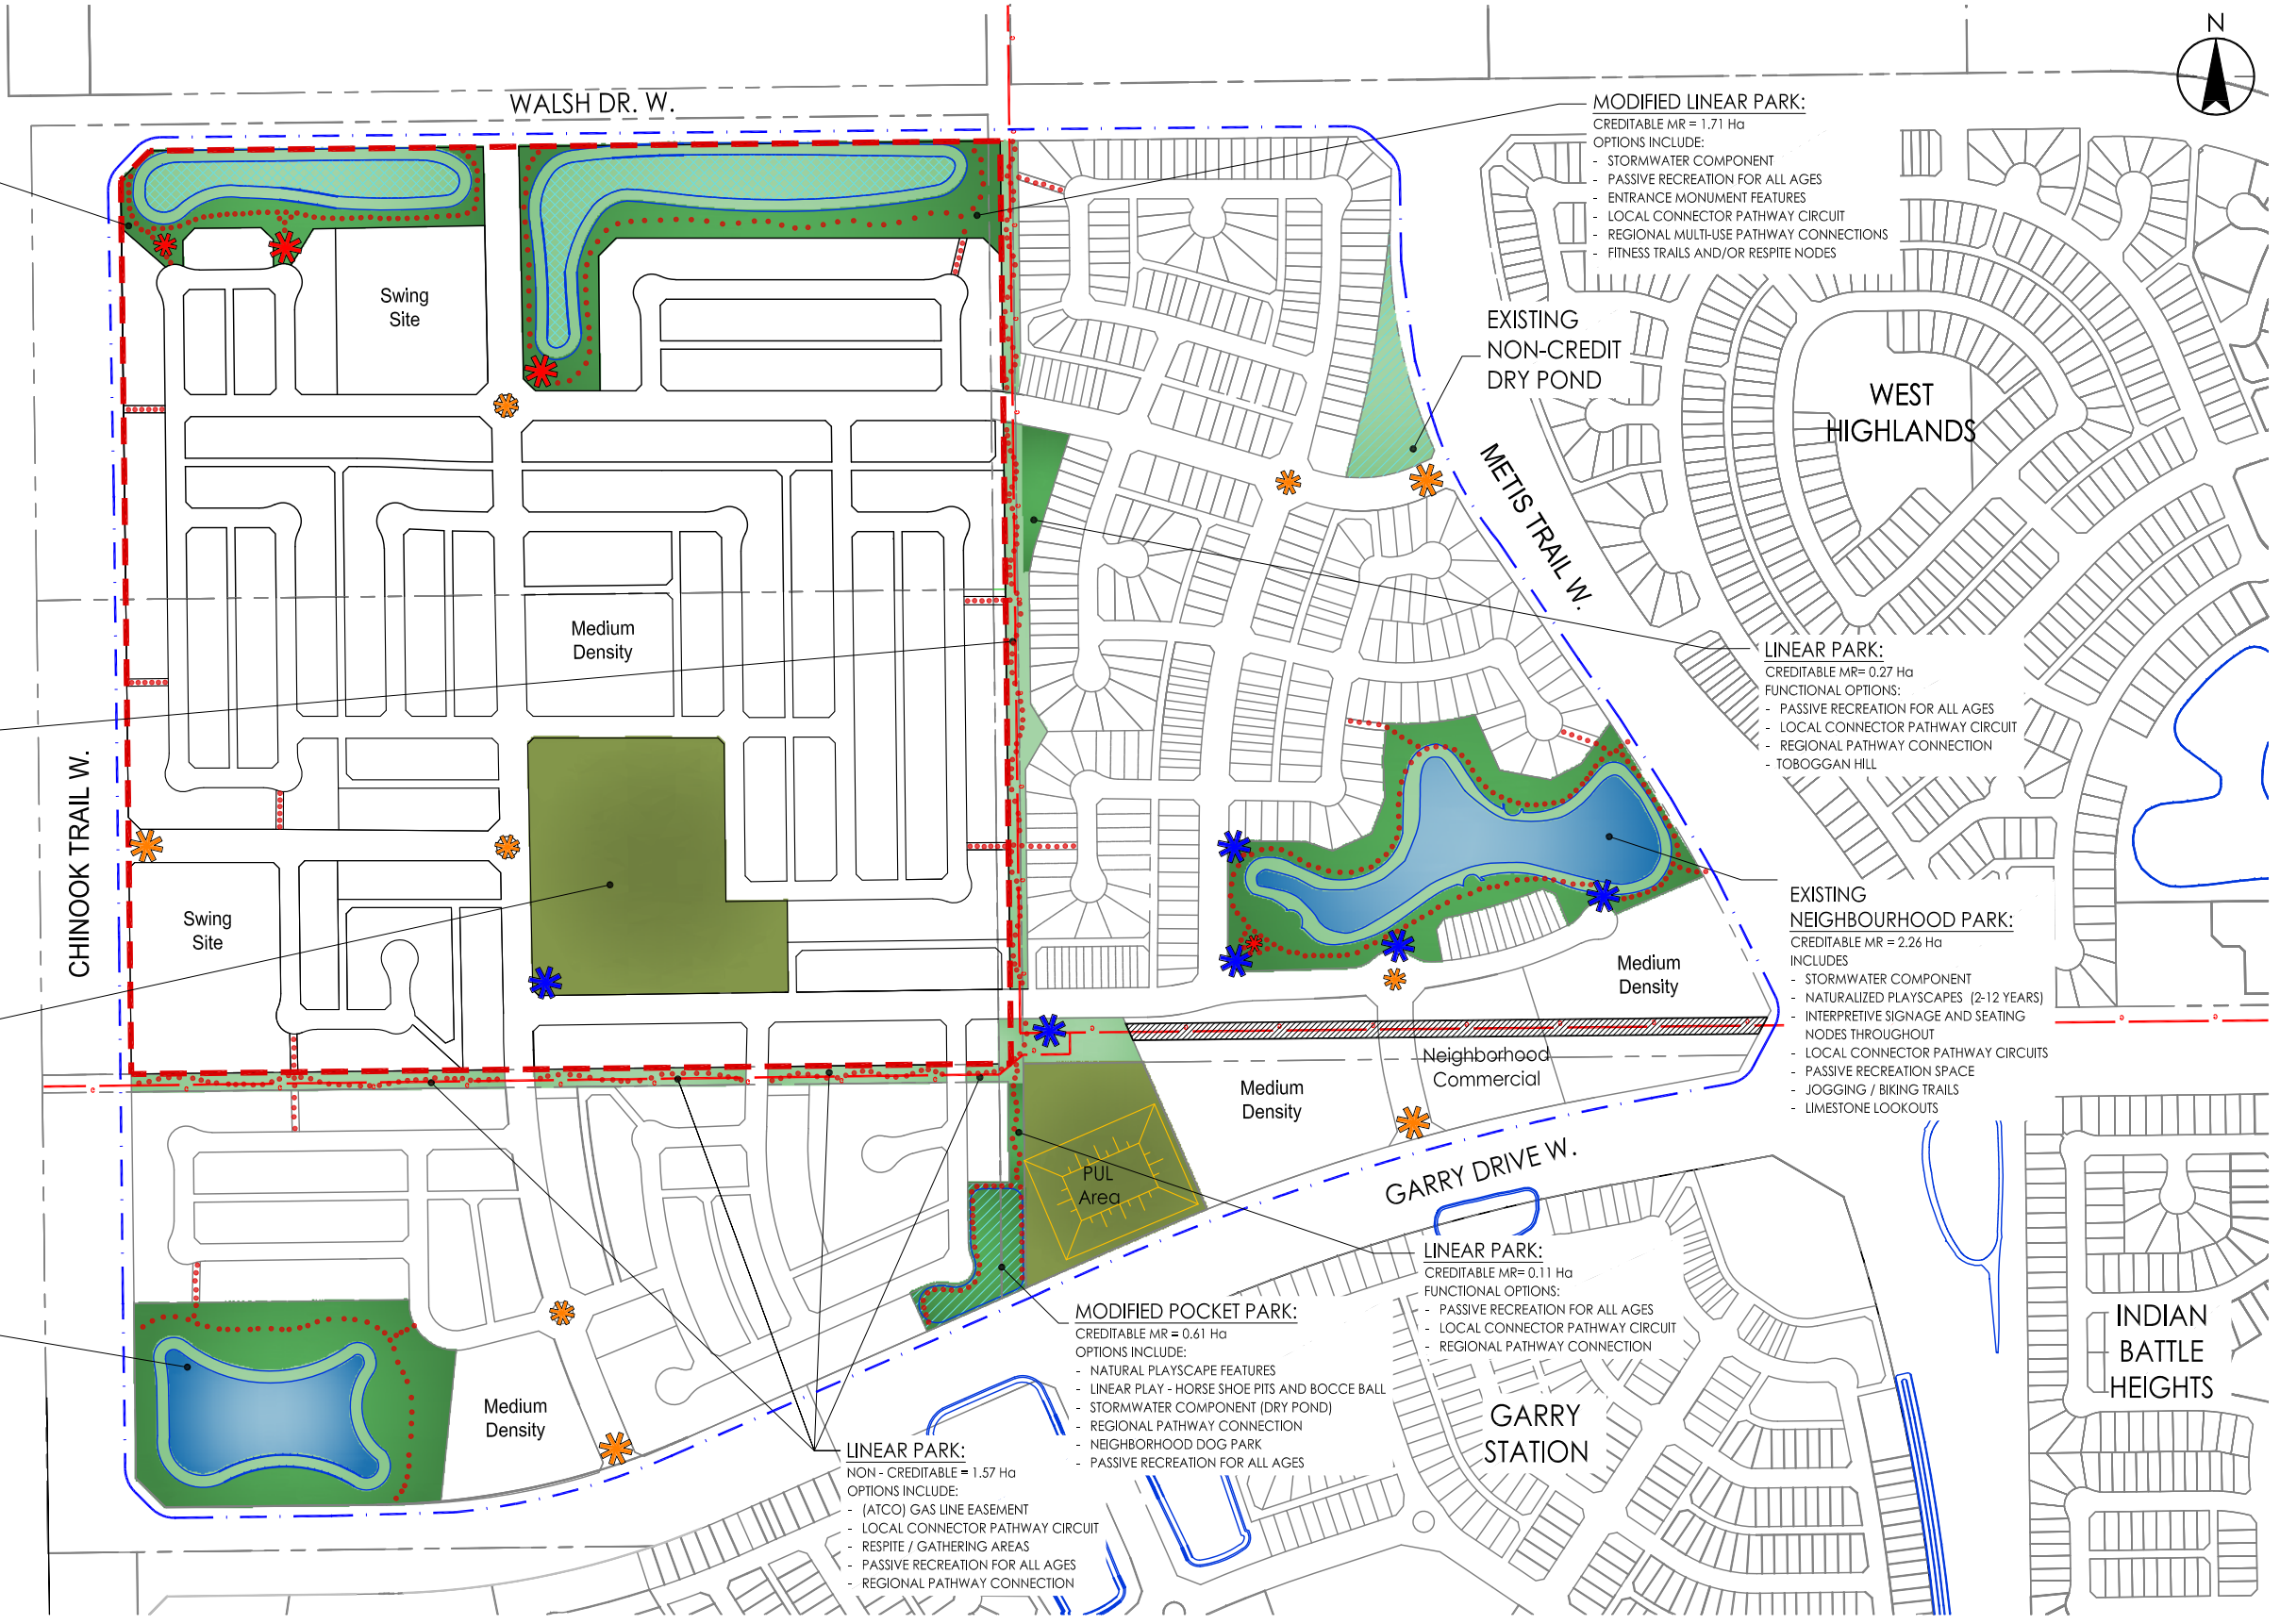 N
WALSH DR. W.
MODIFIED LINEAR PARK:
CREDITABLE MR = 1.71 Ha
OPTIONS INCLUDE:
- STORMWATER COMPONENT
- PASSIVE RECREATION FOR ALL AGES
- ENTRANCE MONUMENT FEATURES
- LOCAL CONNECTOR PATHWAY CIRCUIT
- REGIONAL MULTI-USE PATHWAY CONNECTIONS
- FITNESS TRAILS AND/OR RESPITE NODES
Swing
Site
EXISTING
NON-CREDIT
DRY POND
WEST
HIGHLANDS
METIS TRAIL W.
Medium
Density
LINEAR PARK:
CREDITABLE MR= 0.27 Ha
FUNCTIONAL OPTIONS:
- PASSIVE RECREATION FOR ALL AGES
- LOCAL CONNECTOR PATHWAY CIRCUIT
- REGIONAL PATHWAY CONNECTION
- TOBOGGAN HILL
CHINOOK TRAIL W.
Swing
Site
EXISTING
NEIGHBOURHOOD PARK:
CREDITABLE MR = 2.26 Ha
INCLUDES
- STORMWATER COMPONENT
- NATURALIZED PLAYSCAPES (2-12 YEARS)
- INTERPRETIVE SIGNAGE AND SEATING
NODES THROUGHOUT
- LOCAL CONNECTOR PATHWAY CIRCUITS
- PASSIVE RECREATION SPACE
- JOGGING / BIKING TRAILS
- LIMESTONE LOOKOUTS
Medium
Density
Neighborhood
Commercial
Medium
Density
GARRY DRIVE W.
PUL
Area
LINEAR PARK:
CREDITABLE MR= 0.11 Ha
FUNCTIONAL OPTIONS:
- PASSIVE RECREATION FOR ALL AGES
- LOCAL CONNECTOR PATHWAY CIRCUIT
- REGIONAL PATHWAY CONNECTION
MODIFIED POCKET PARK:
CREDITABLE MR = 0.61 Ha
OPTIONS INCLUDE:
- NATURAL PLAYSCAPE FEATURES
- LINEAR PLAY - HORSE SHOE PITS AND BOCCE BALL
- STORMWATER COMPONENT (DRY POND)
- REGIONAL PATHWAY CONNECTION
- NEIGHBORHOOD DOG PARK
- PASSIVE RECREATION FOR ALL AGES
INDIAN
BATTLE
HEIGHTS
GARRY
STATION
Medium
Density
LINEAR PARK:
NON - CREDITABLE = 1.57 Ha
OPTIONS INCLUDE:
- (ATCO) GAS LINE EASEMENT
- LOCAL CONNECTOR PATHWAY CIRCUIT
- RESPITE / GATHERING AREAS
- PASSIVE RECREATION FOR ALL AGES
- REGIONAL PATHWAY CONNECTION